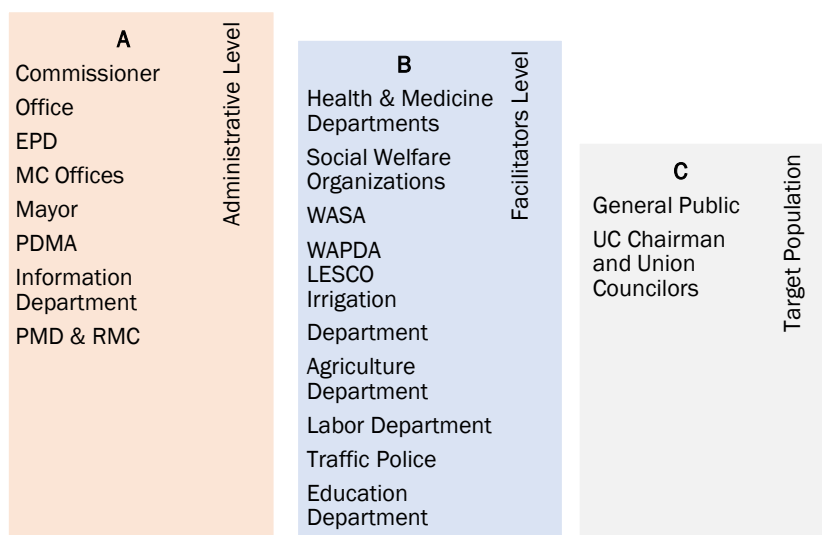 A
Commissioner
Office
EPD
MC Offices
Mayor
PDMA
Information
Department
PMD & RMC
Administrative Level
B
Health & Medicine
Departments
Social Welfare
Organizations
WASA
WAPDA
LESCO
Irrigation
Department
Agriculture
Department
Labor Department
Traffic Police
Education
Department
Facilitators Level
C
General Public
UC Chairman
and Union
Councilors
Target Population